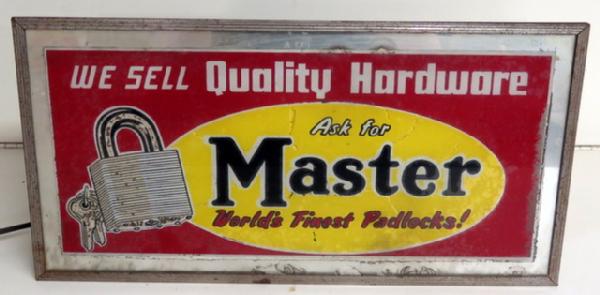 WE SELL Quality Hardware
Ask for
Master
World's Finest Padlocks!